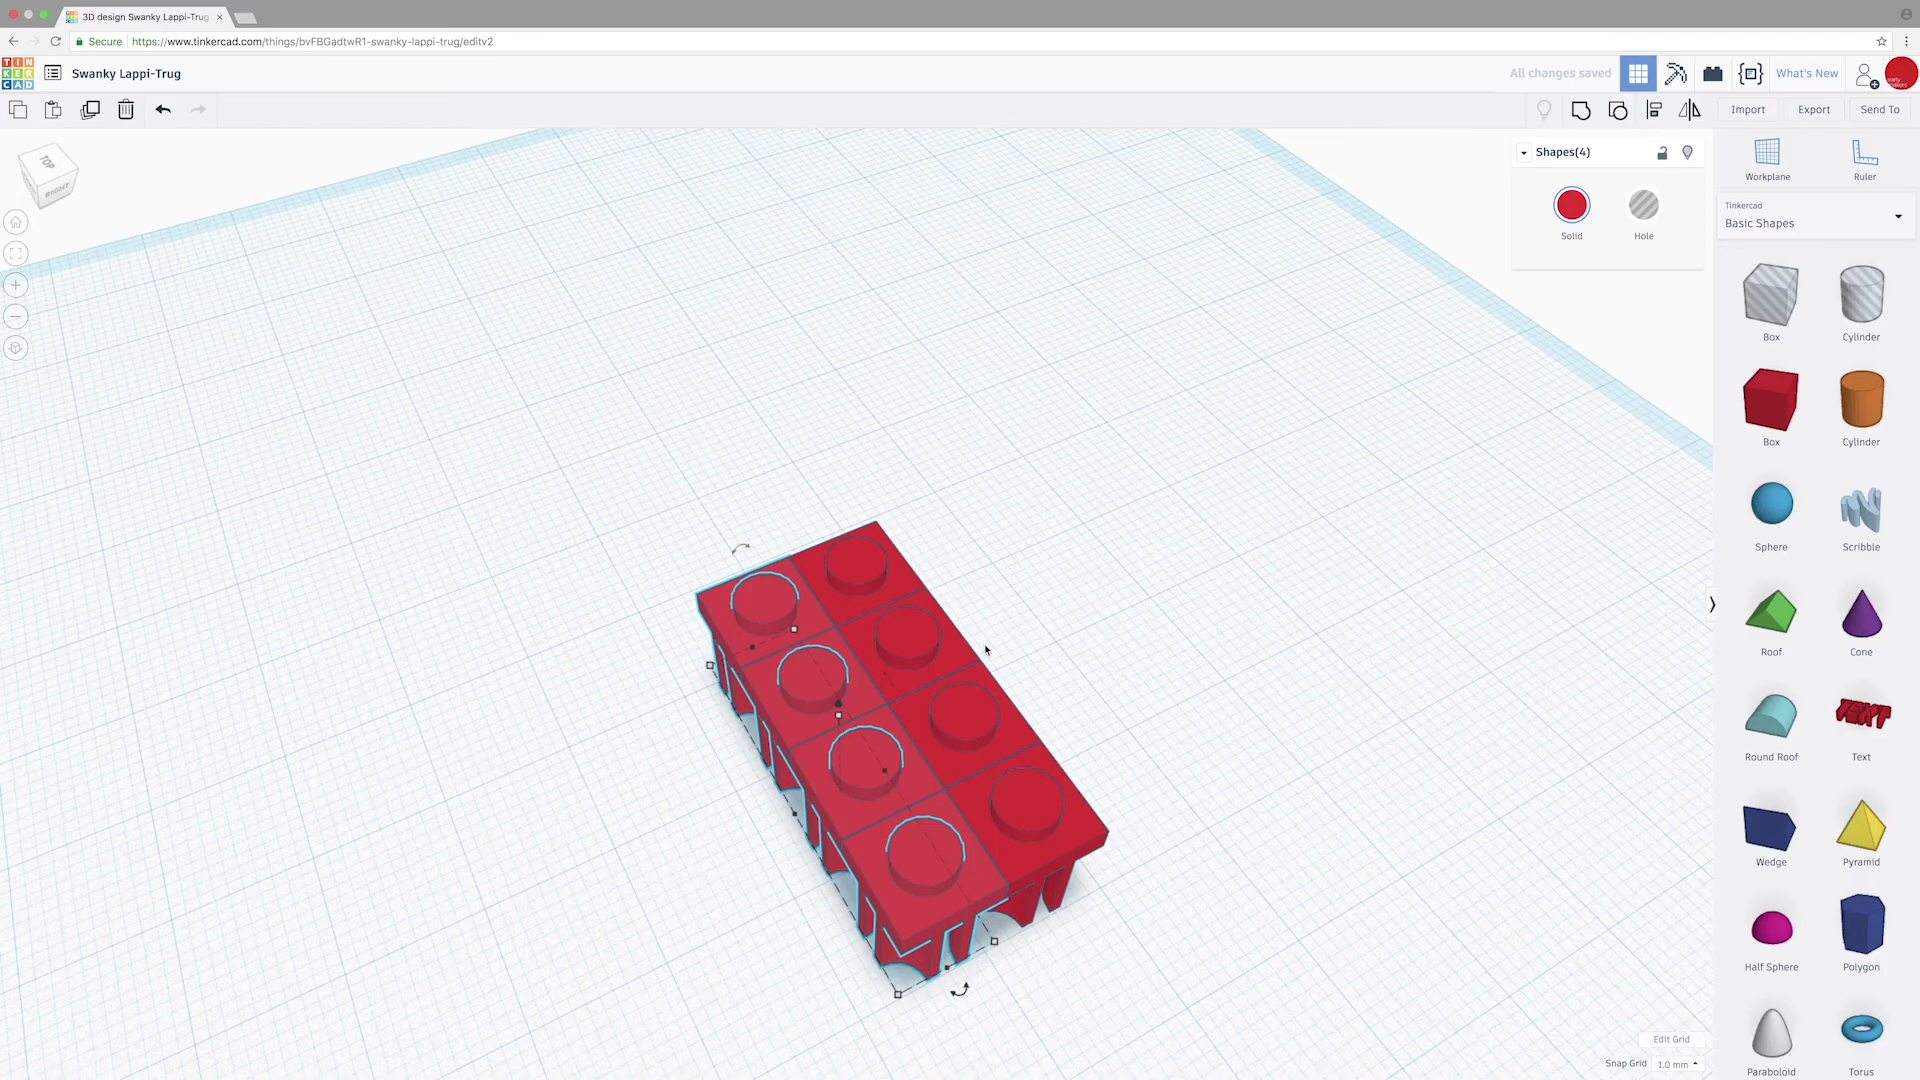 3D design Swanky Lappi-Trug
Secure https://www.tinkercad.com/things/bvFBGadtwR1-swanky-lappi-trug/editv2
TIN
KER
CAD
Swanky Lappi-Trug
All changes saved
What's New
Import
Export
Send To
TOP
RIGHT
Shapes(4)
Solid
Hole
Workplane
Ruler
Tinkercad
Basic Shapes
Box
Cylinder
Box
Cylinder
Sphere
Scribble
Roof
Cone
TEXT
Round Roof
Text
Wedge
Pyramid
Half Sphere
Polygon
Paraboloid
Torus
Edit Grid
Snap Grid 1.0 mm